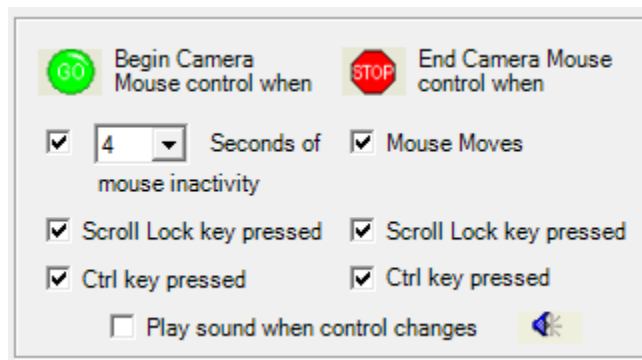 GO
Begin Camera
Mouse control when
STOP
End Camera Mouse
control when
4 Seconds of
mouse inactivity
Mouse Moves
Scroll Lock key pressed
Scroll Lock key pressed
Ctrl key pressed
Ctrl key pressed
Play sound when control changes